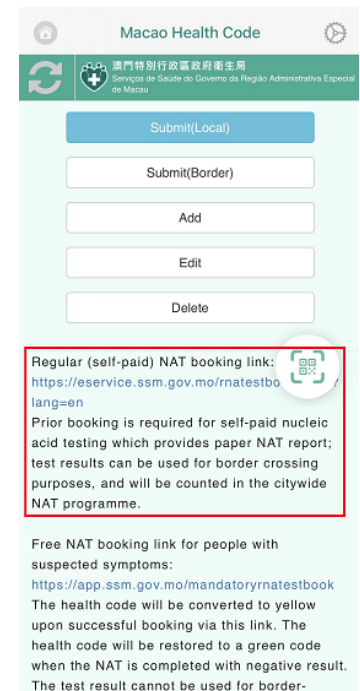 Macao Health Code
澳門特別行政區政府衛生局
Serviços de Saúde do Governo da Região Administrativa Especial
de Macau
Submit(Local)
Submit(Border)
Add
Edit
Delete
Regular (self-paid) NAT booking link:
https://eservice.ssm.gov.mo/rnatestbo
lang=en
Prior booking is required for self-paid nucleic
acid testing which provides paper NAT report;
test results can be used for border crossing
purposes, and will be counted in the citywide
NAT programme.
Free NAT booking link for people with
suspected symptoms:
https://app.ssm.gov.mo/mandatoryrnatestbook
The health code will be converted to yellow
upon successful booking via this link. The
health code will be restored to a green code
when the NAT is completed with negative result.
The test result cannot be used for border-